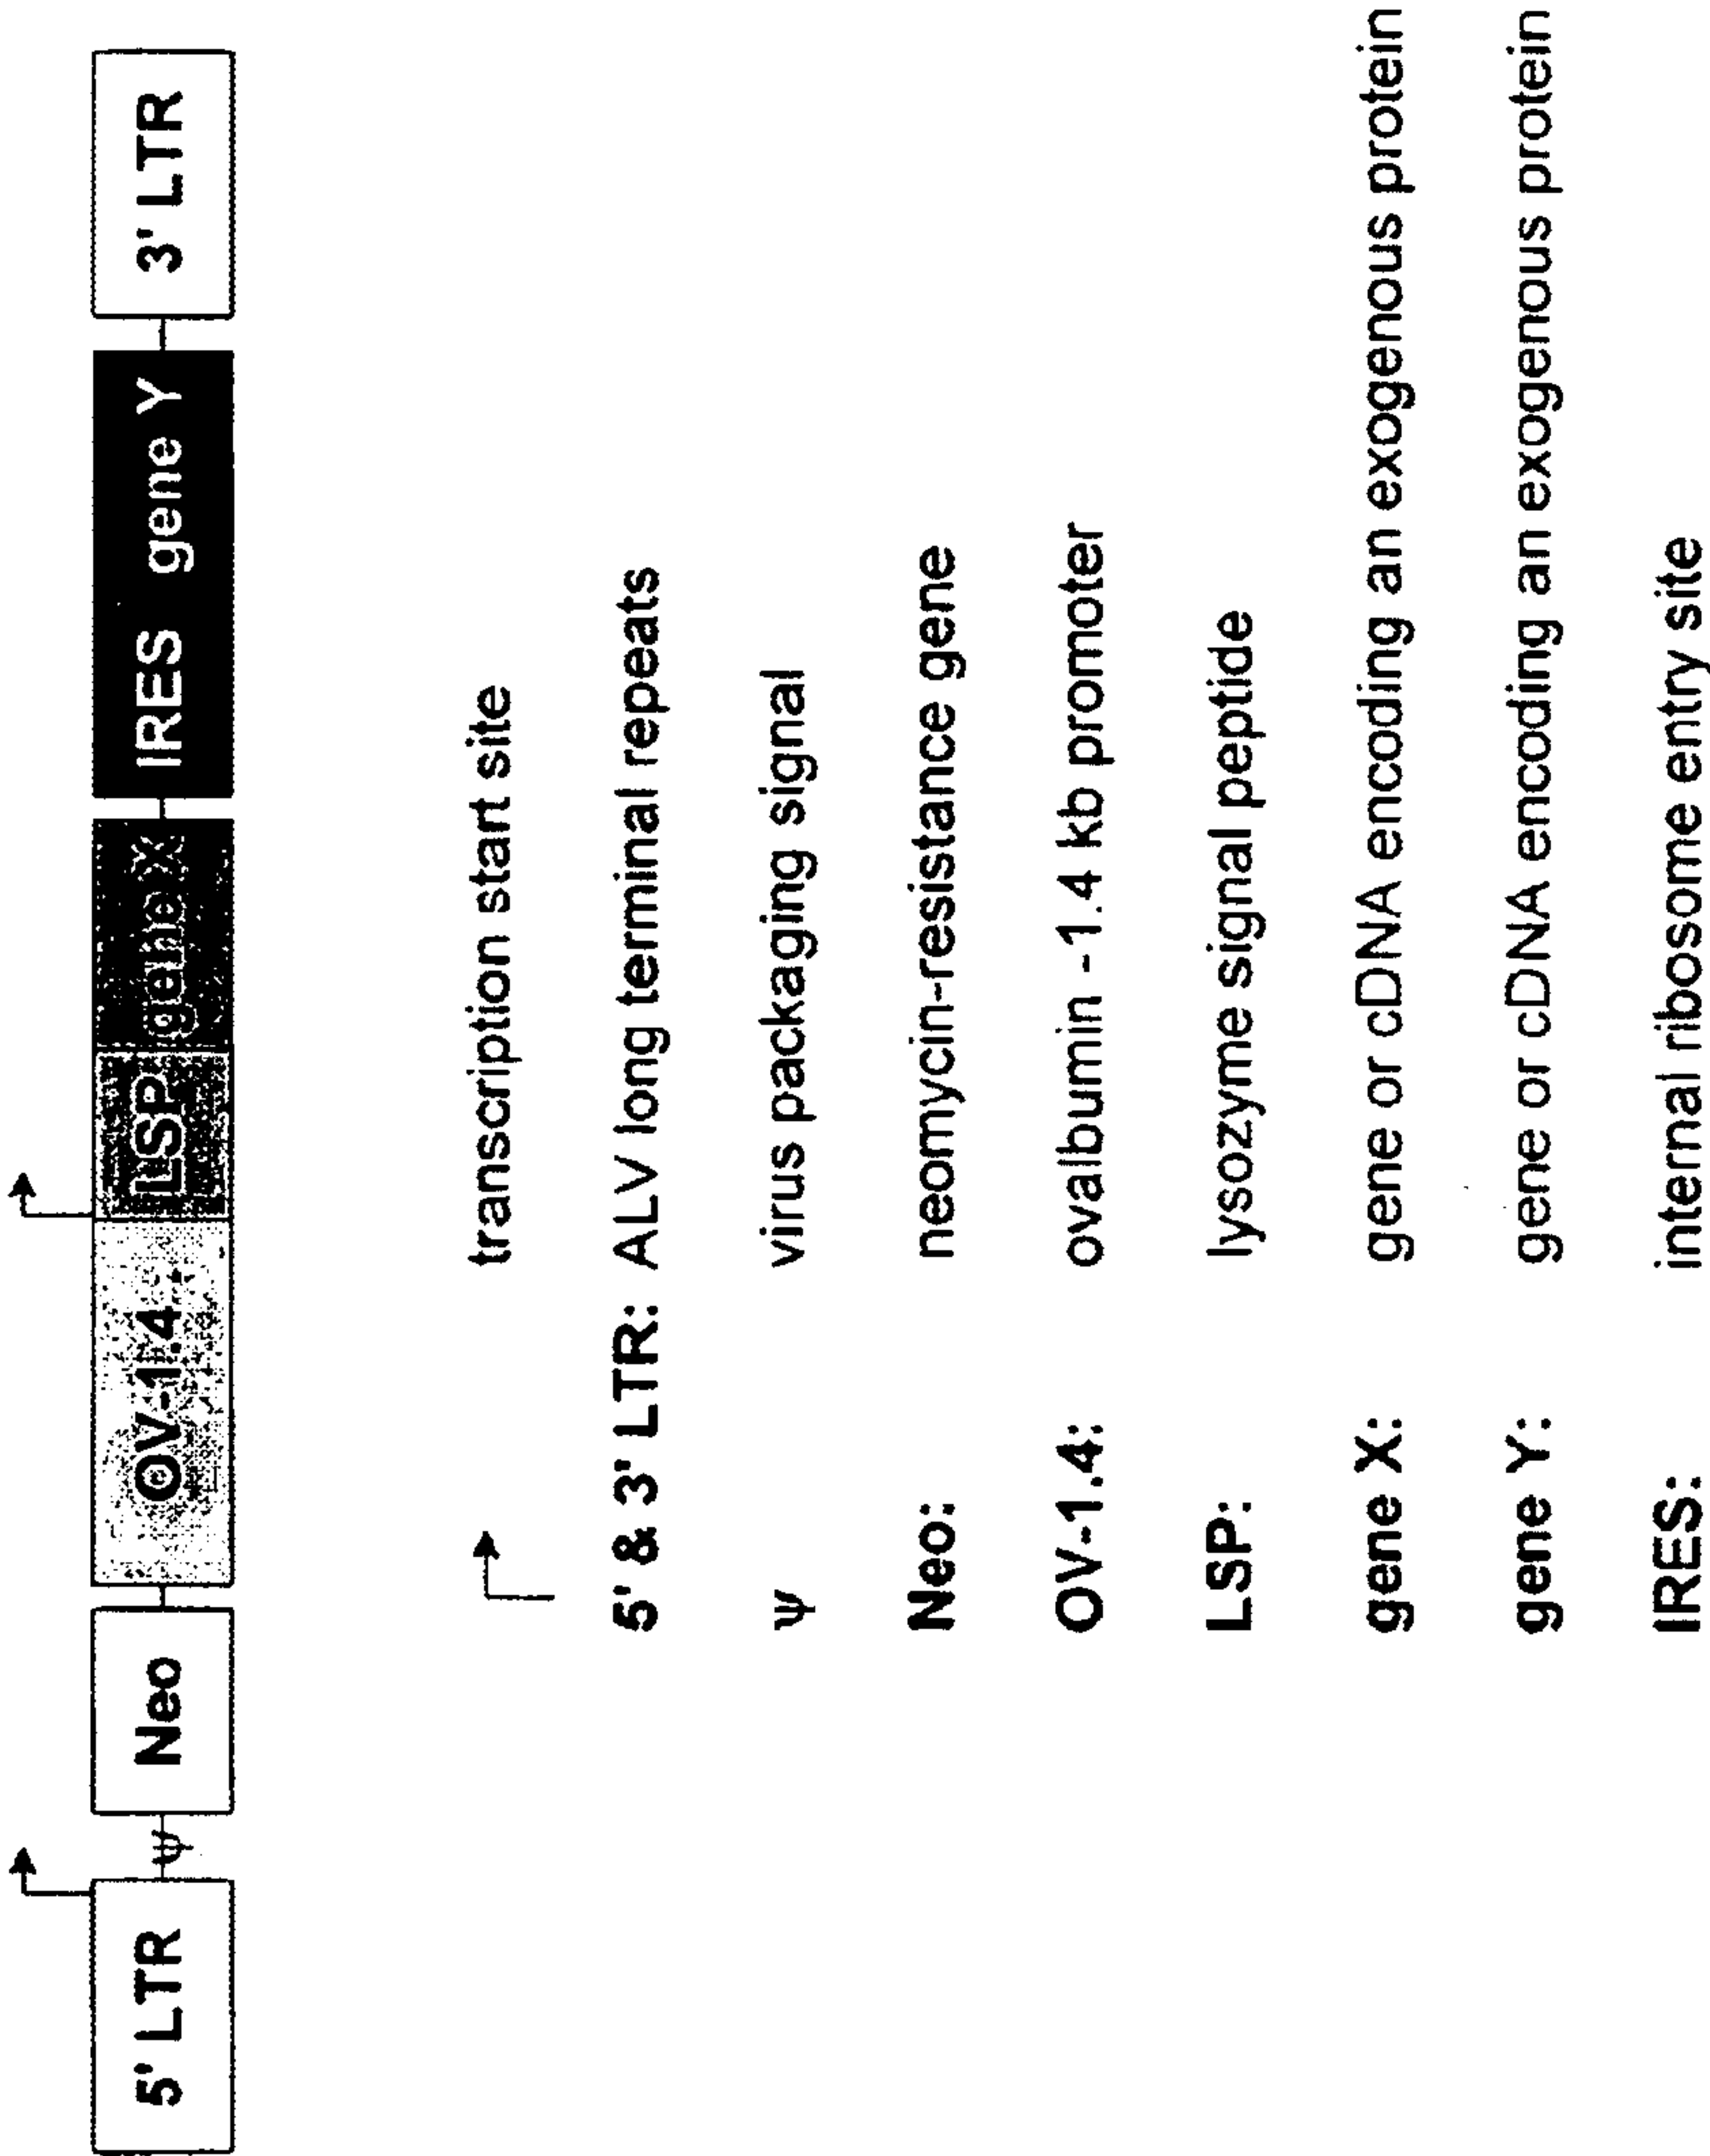 5' LTR ψ Neo OV-1.4 LSP gene X IRES gene Y 3' LTR
transcription start site
5' & 3' LTR: ALV long terminal repeats
ψ virus packaging signal
Neo: neomycin-resistance gene
OV-1.4: ovalbumin -1.4 kb promoter
LSP: lysozyme signal peptide
gene X: gene or cDNA encoding an exogenous protein
gene Y: gene or cDNA encoding an exogenous protein
IRES: internal ribosome entry site